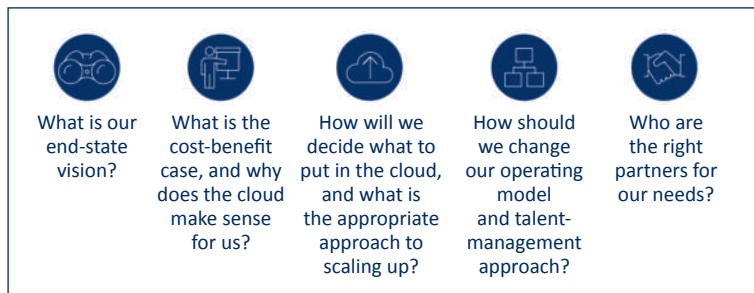 What is our
end-state
vision?
What is the
cost-benefit
case, and why
does the cloud
make sense
for us?
How will we
decide what to
put in the cloud,
and what is
the appropriate
approach to
scaling up?
How should
we change
our operating
model
and talent-
management
approach?
Who are
the right
partners for
our needs?